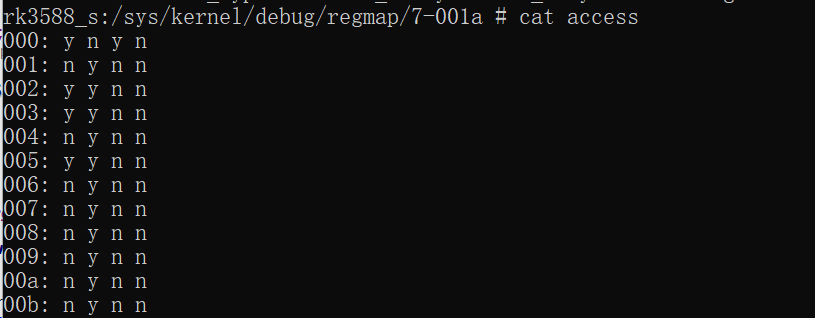 rk3588_s:/sys/kernel/debug/regmap/7-001a # cat access
000: y n y n
001: n y n n
002: y y n n
003: y y n n
004: n y n n
005: y y n n
006: n y n n
007: n y n n
008: n y n n
009: n y n n
00a: n y n n
00b: n y n n